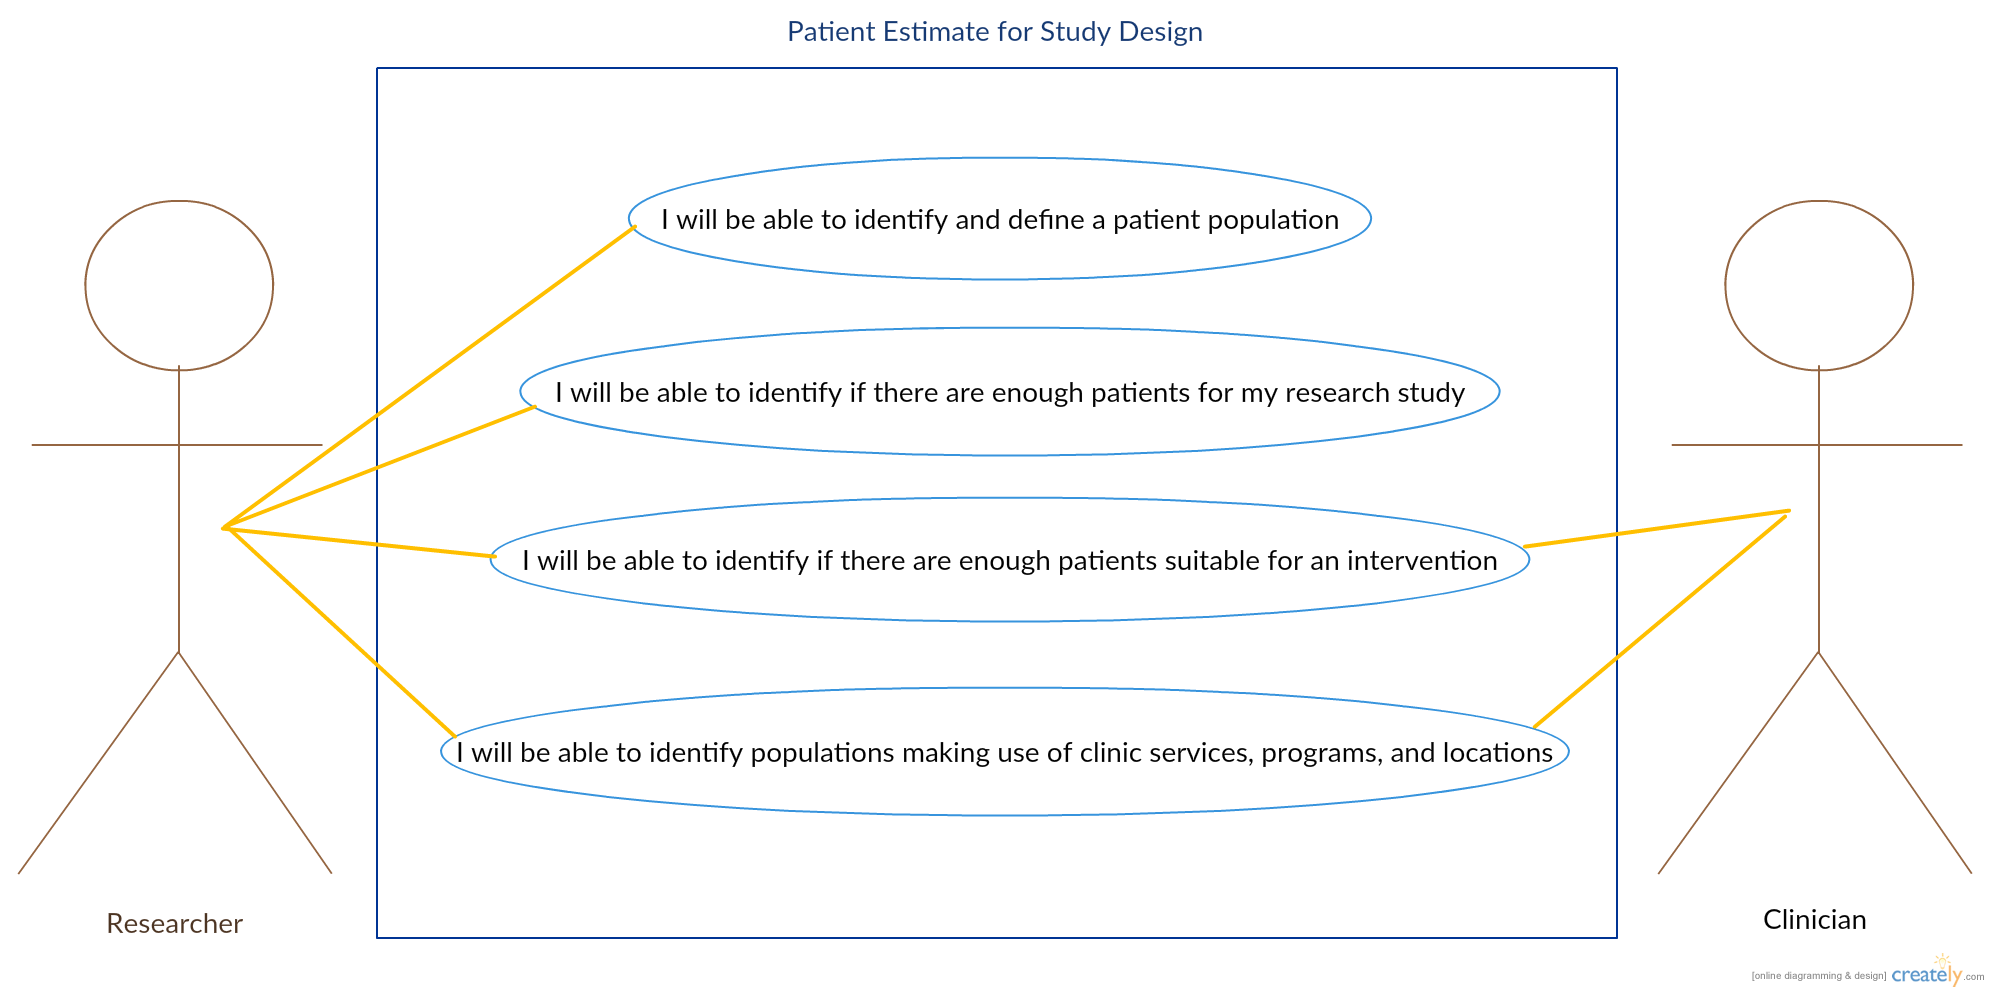 Patient Estimate for Study Design
I will be able to identify and define a patient population
I will be able to identify if there are enough patients for my research study
I will be able to identify if there are enough patients suitable for an intervention
I will be able to identify populations making use of clinic services, programs, and locations
Researcher
Clinician
[online diagramming & design] creately.com